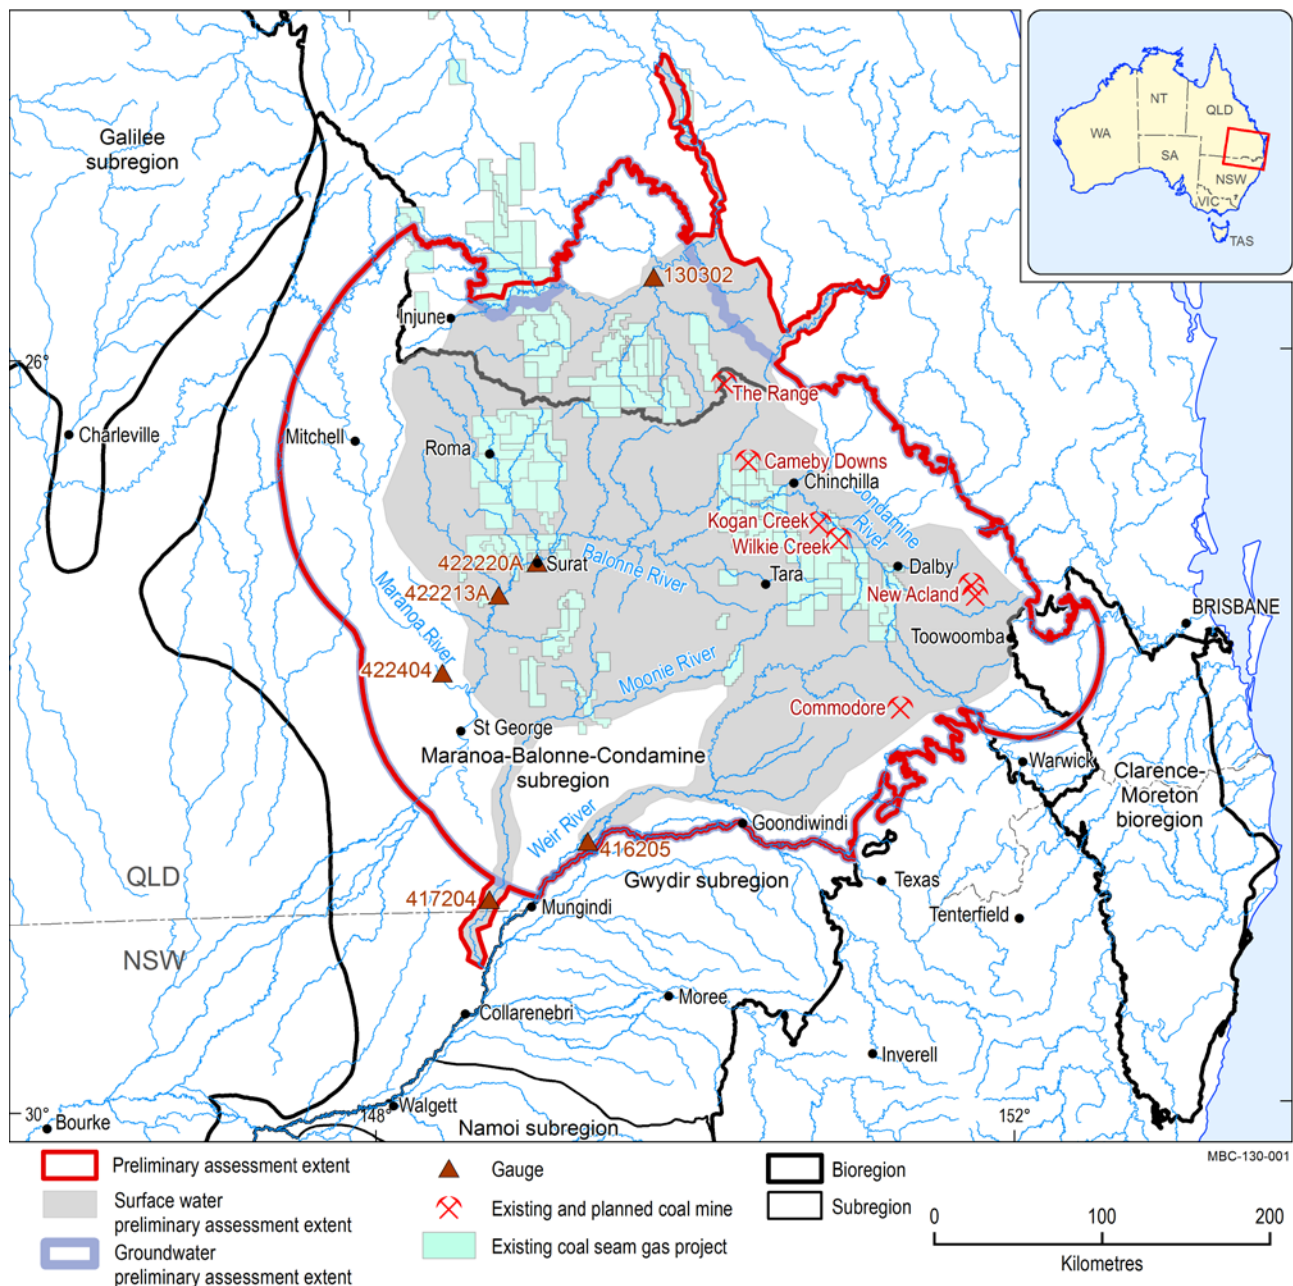 Galilee
subregion
WA
NT
QLD
SA
NSW
VIC
TAS
130302
Injune
26°
The Range
Charleville
Mitchell
Roma
Cameby Downs
Chinchilla
Condamine
River
Kogan Creek
Wilkie Creek
422220A
Surat
Balonne River
Tara
Dalby
422213A
New Acland
Maranoa River
BRISBANE
Toowoomba
422404
Moonie River
Commodore
St George
Maranoa-Balonne-Condamine
subregion
Warwick
Clarence-
Moreton
bioregion
Weir River
Goondiwindi
416205
QLD
Gwydir subregion
Texas
417204
Mungindi
Tenterfield
NSW
Moree
Collarenebri
Inverell
30°
Bourke
148°
Walgett
Namoi subregion
152°
MBC-130-001
Preliminary assessment extent
Surface water
preliminary assessment extent
Groundwater
preliminary assessment extent
Gauge
Existing and planned coal mine
Existing coal seam gas project
Bioregion
Subregion
0 100 200
Kilometres